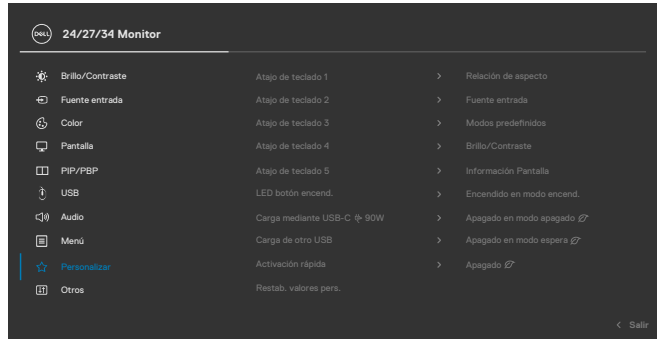 DELL 24/27/34 Monitor
Brillo/Contraste Atajo de teclado 1 > Relación de aspecto
Fuente entrada Atajo de teclado 2 > Fuente entrada
Color Atajo de teclado 3 > Modos predefinidos
Pantalla Atajo de teclado 4 > Brillo/Contraste
PIP/PBP Atajo de teclado 5 > Información Pantalla
USB LED botón encend. > Encendido en modo encend.
Audio Carga mediante USB-C 90W > Apagado en modo apagado
Menú Carga de otro USB > Apagado en modo espera
Personalizar Activación rápida > Apagado
Otros Restab. valores pers.
< Salir